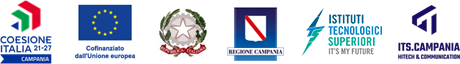 COESIONE
ITALIA 21-27
CAMPANIA
Cofinanziato
dall'Unione europea
REGIONE CAMPANIA
ISTITUTI
TECNOLOGICI
SUPERIORI
IT'S MY FUTURE
ITS.CAMPANIA
HITECH & COMMUNICATION